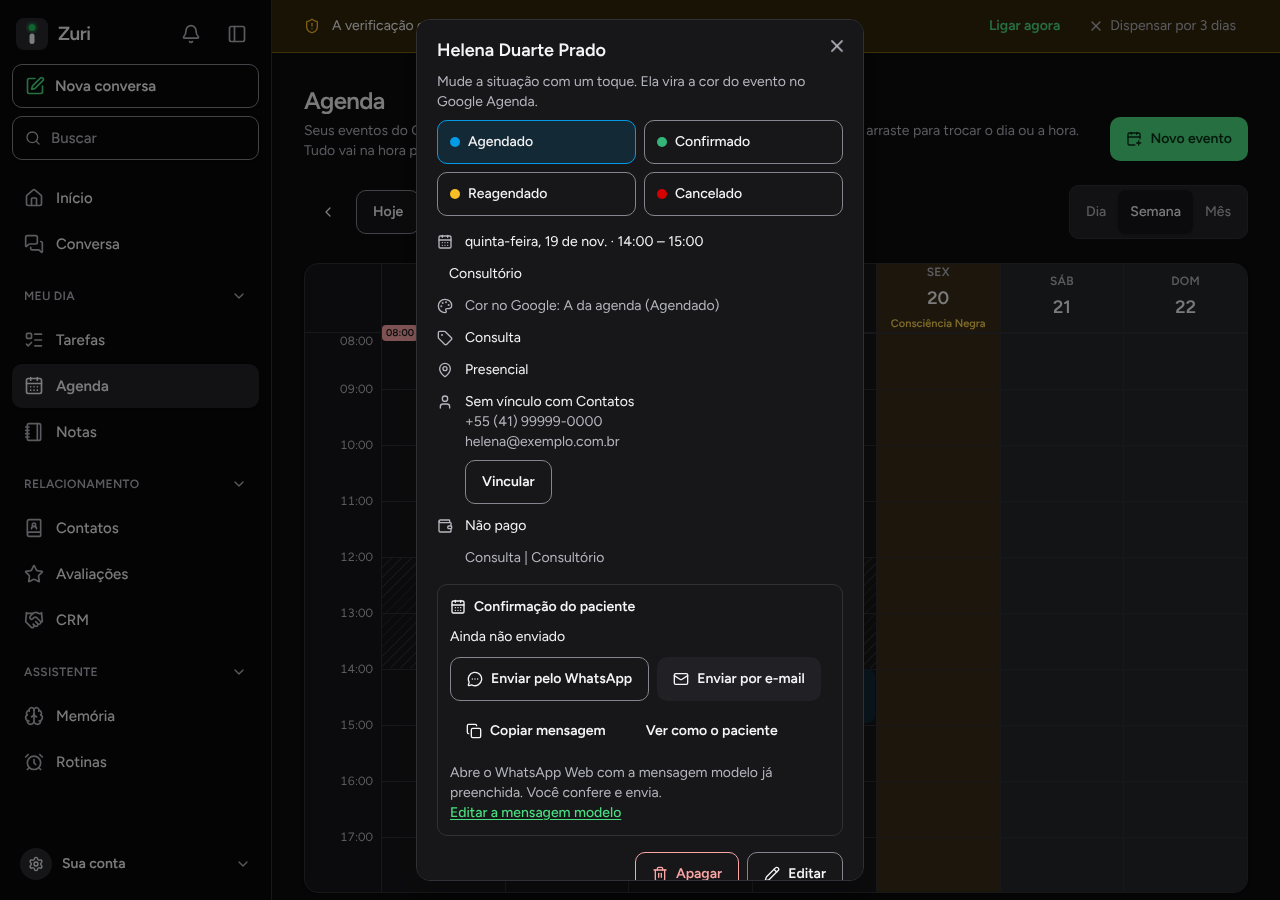 Zuri
Nova conversa
Buscar
Início
Conversa
MEU DIA
Tarefas
Agenda
Notas
RELACIONAMENTO
Contatos
Avaliações
CRM
ASSISTENTE
Memória
Rotinas
Sua conta
A verificação
Ligar agora
Dispensar por 3 dias
Agenda
Seus eventos do
arraste para trocar o dia ou a hora.
Tudo vai na hora
Novo evento
Hoje
Dia
Semana
Mês
SEX
20
Consciência Negra
SÁB
21
DOM
22
08:00
08:00
09:00
10:00
11:00
12:00
13:00
14:00
15:00
16:00
17:00
Helena Duarte Prado
Mude a situação com um toque. Ela vira a cor do evento no
Google Agenda.
Agendado
Confirmado
Reagendado
Cancelado
quinta-feira, 19 de nov. · 14:00 – 15:00
Consultório
Cor no Google: A da agenda (Agendado)
Consulta
Presencial
Sem vínculo com Contatos
+55 (41) 99999-0000
helena@exemplo.com.br
Vincular
Não pago
Consulta | Consultório
Confirmação do paciente
Ainda não enviado
Enviar pelo WhatsApp
Enviar por e-mail
Copiar mensagem
Ver como o paciente
Abre o WhatsApp Web com a mensagem modelo já
preenchida. Você confere e envia.
Editar a mensagem modelo
Apagar
Editar